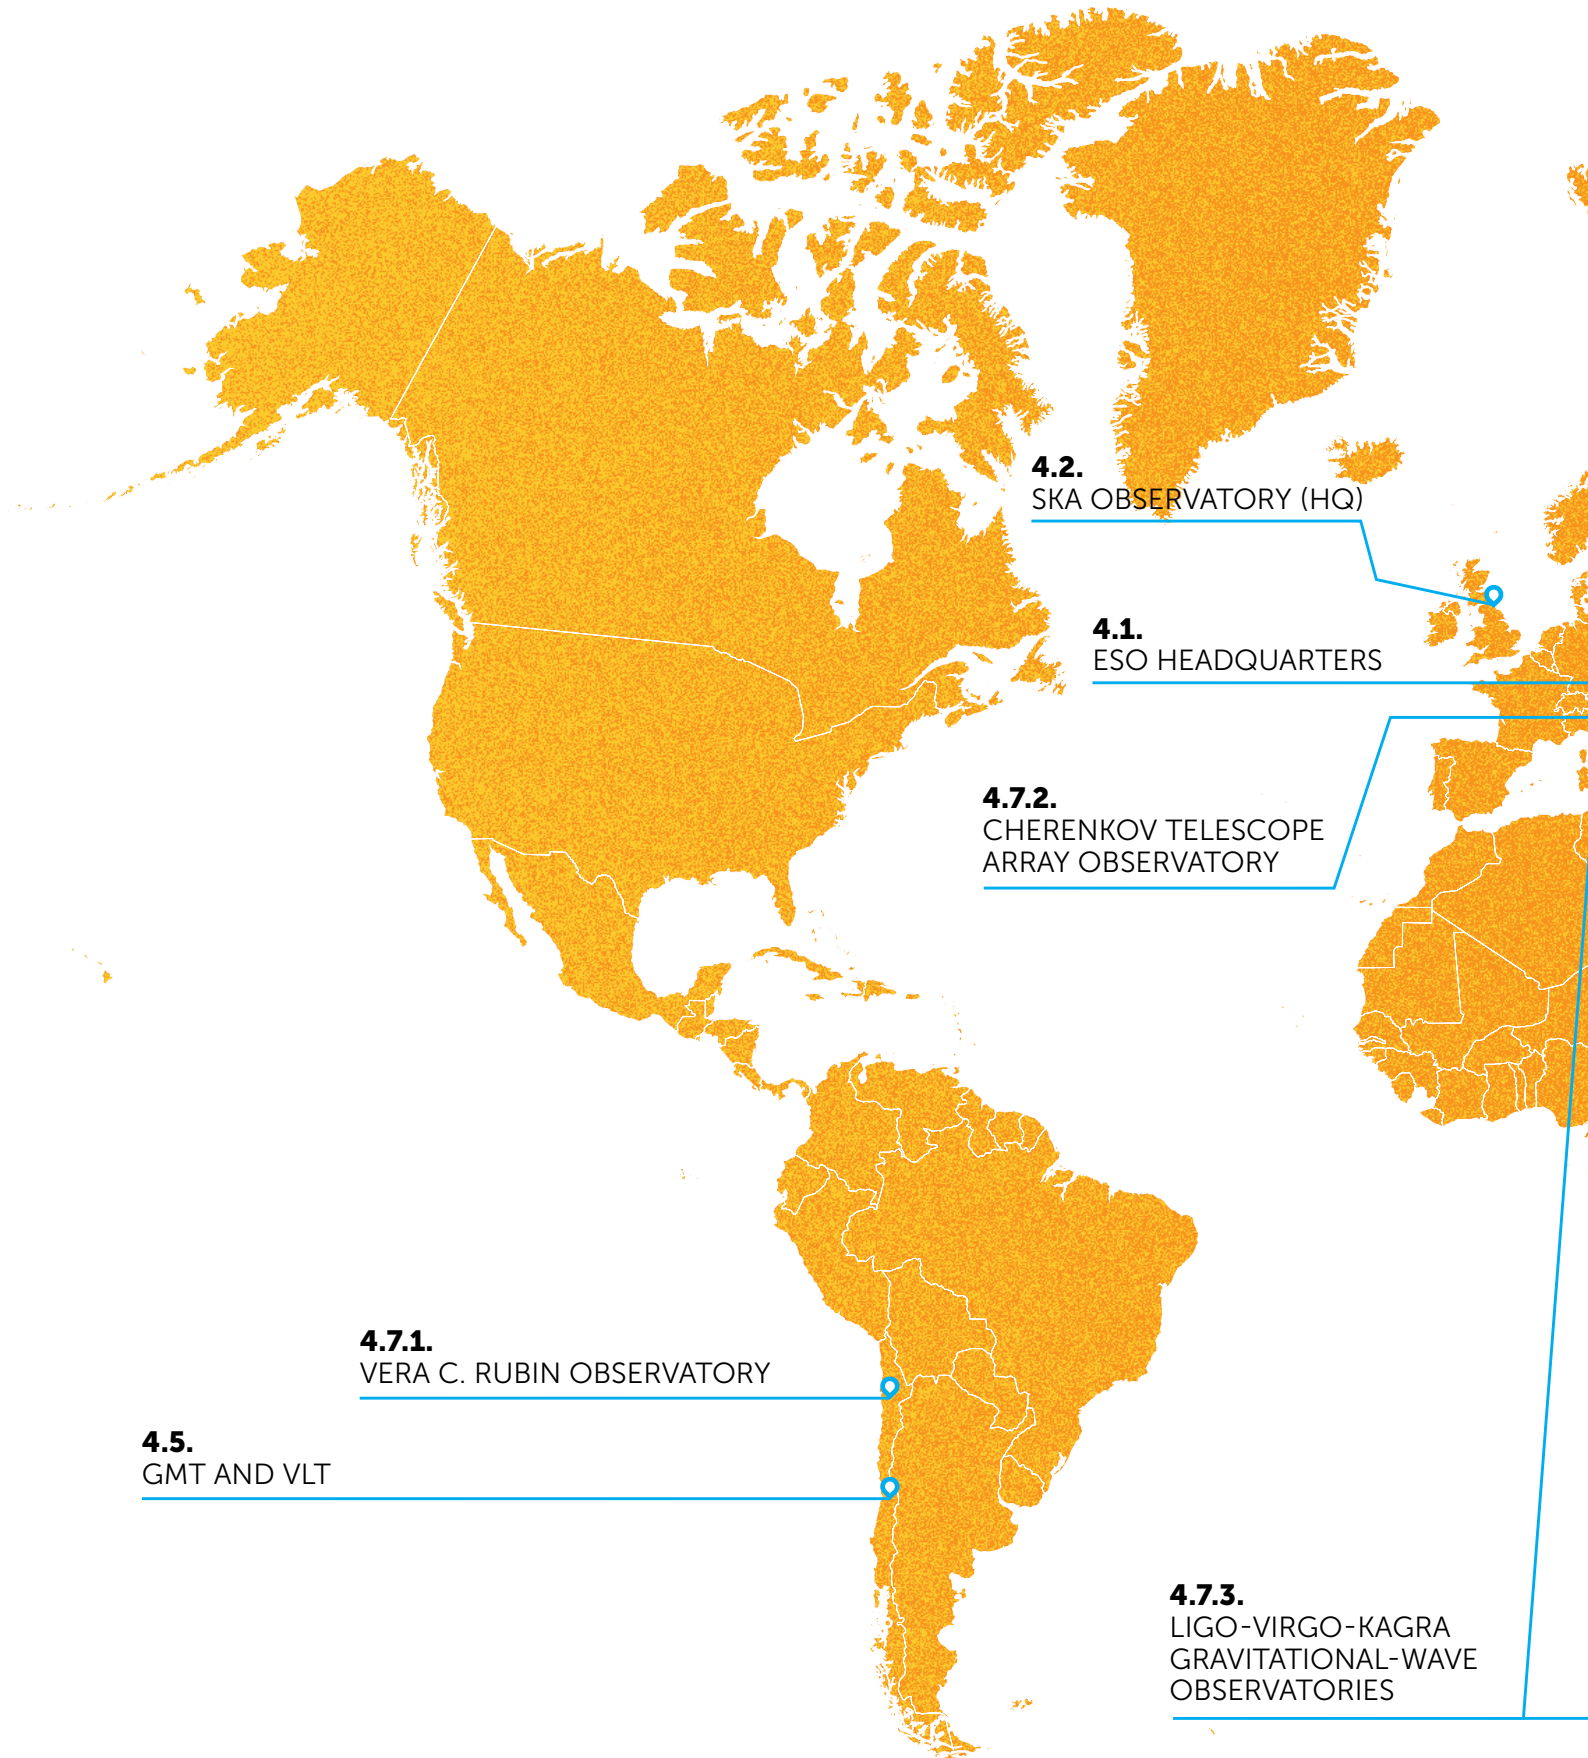 4.2.
SKA OBSERVATORY (HQ)
4.1.
ESO HEADQUARTERS
4.7.2.
CHERENKOV TELESCOPE
ARRAY OBSERVATORY
4.7.1.
VERA C. RUBIN OBSERVATORY
4.5.
GMT AND VLT
4.7.3.
LIGO-VIRGO-KAGRA
GRAVITATIONAL-WAVE
OBSERVATORIES